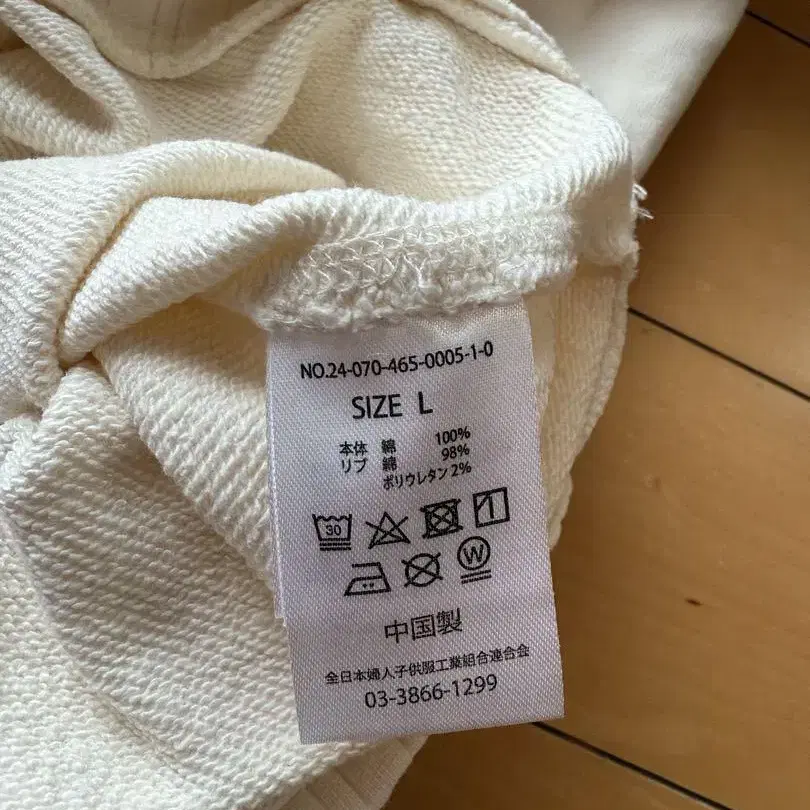 NO.24-070-465-0005-1-0
SIZE L
本体 綿 100%
リブ 綿 98%
ポリウレタン 2%
30
W
中国製
全日本婦人子供服工業組合連合会
03-3866-1299